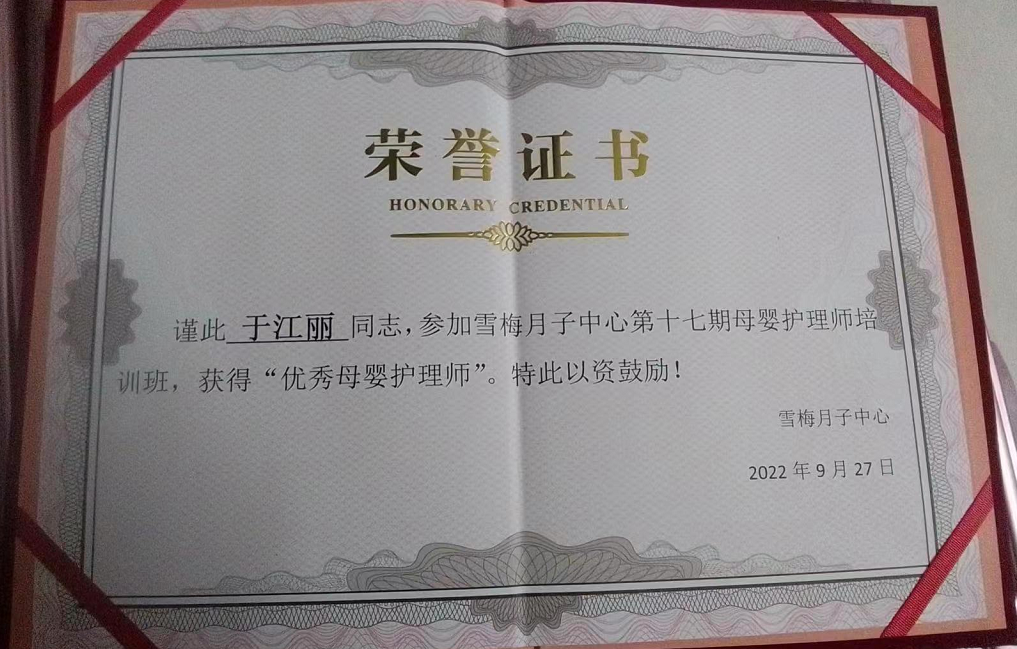 荣誉证书
HONORARY CREDENTIAL
谨此 于江丽 同志，参加雪梅月子中心第十七期母婴护理师培
训班，获得“优秀母婴护理师”。特此以资鼓励！
雪梅月子中心
2022 年 9 月 27 日